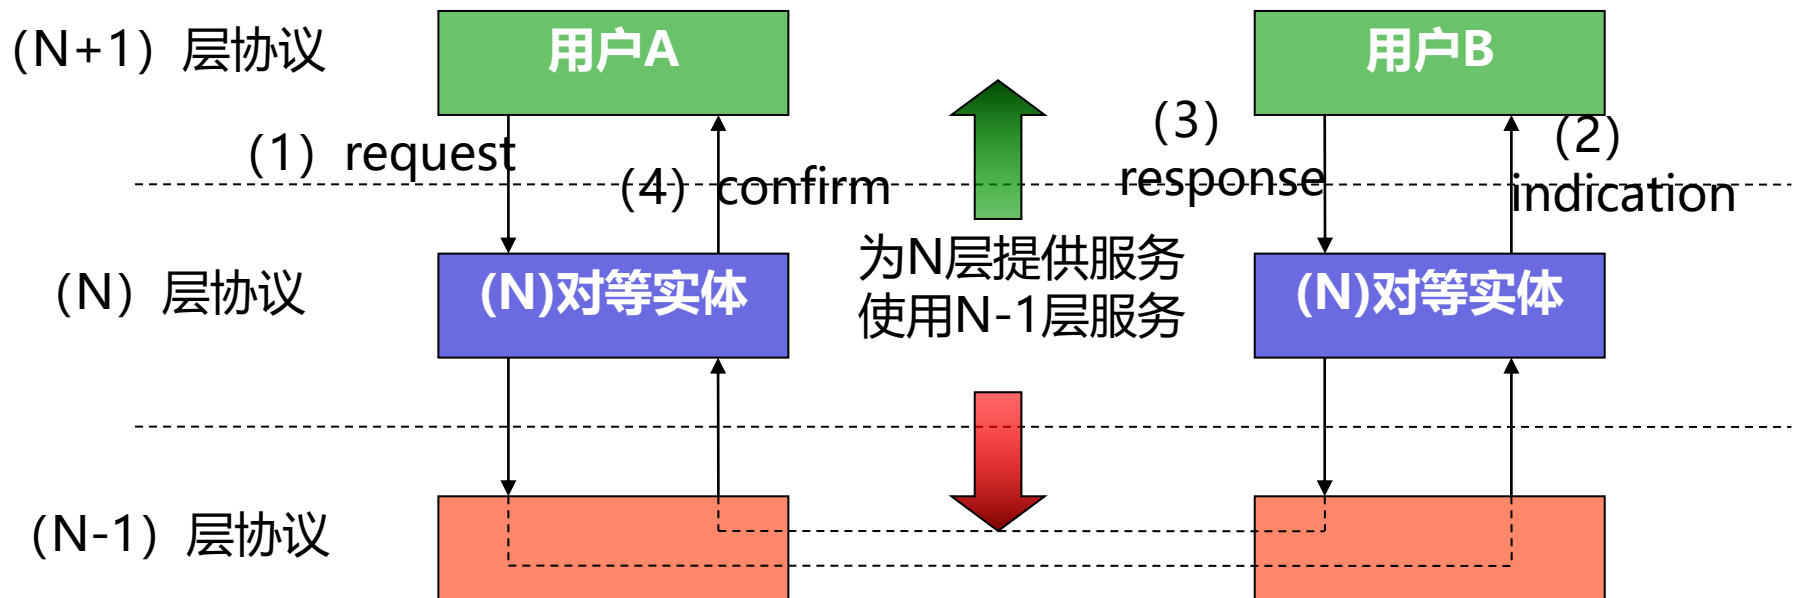 （N+1）层协议
用户A
用户B
（1）request
（4）confirm
（3）
response
（2）
indication
（N）层协议
(N)对等实体
为N层提供服务
使用N-1层服务
(N)对等实体
（N-1）层协议